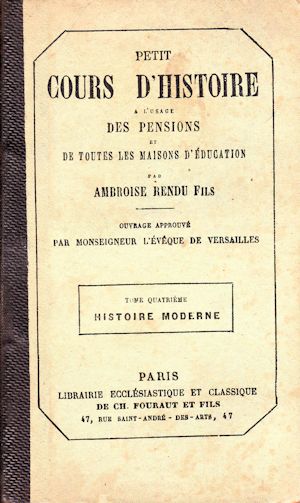 PETIT
COURS D'HISTOIRE
A L'USAGE
DES PENSIONS
ET
DE TOUTES LES MAISONS D'ÉDUCATION
PAR
AMBROISE RENDU FILS
OUVRAGE APPROUVÉ
PAR MONSEIGNEUR L'ÉVÊQUE DE VERSAILLES
TOME QUATRIÈME
HISTOIRE MODERNE
PARIS
LIBRAIRIE ECCLÉSIASTIQUE ET CLASSIQUE
DE CH. FOURAUT ET FILS
47, RUE SAINT-ANDRÉ-DES-ARTS, 47